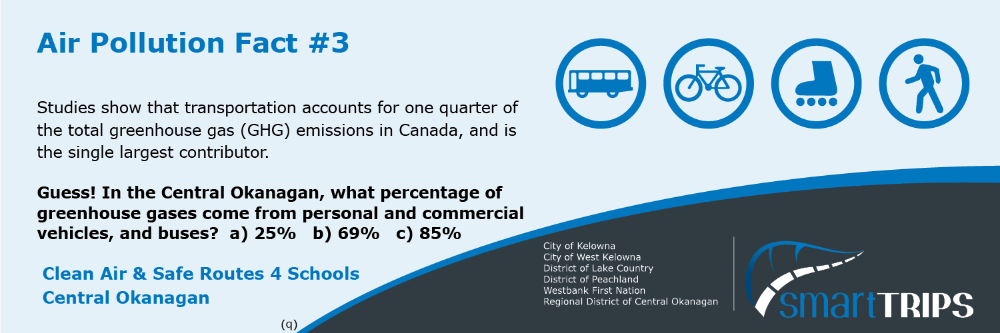 Air Pollution Fact #3
Studies show that transportation accounts for one quarter of
the total greenhouse gas (GHG) emissions in Canada, and is
the single largest contributor.
Guess! In the Central Okanagan, what percentage of
greenhouse gases come from personal and commercial
vehicles, and buses?  a) 25%   b) 69%   c) 85%
Clean Air & Safe Routes 4 Schools
Central Okanagan
(q)
City of Kelowna
City of West Kelowna
District of Lake Country
District of Peachland
Westbank First Nation
Regional District of Central Okanagan
smartTRIPS